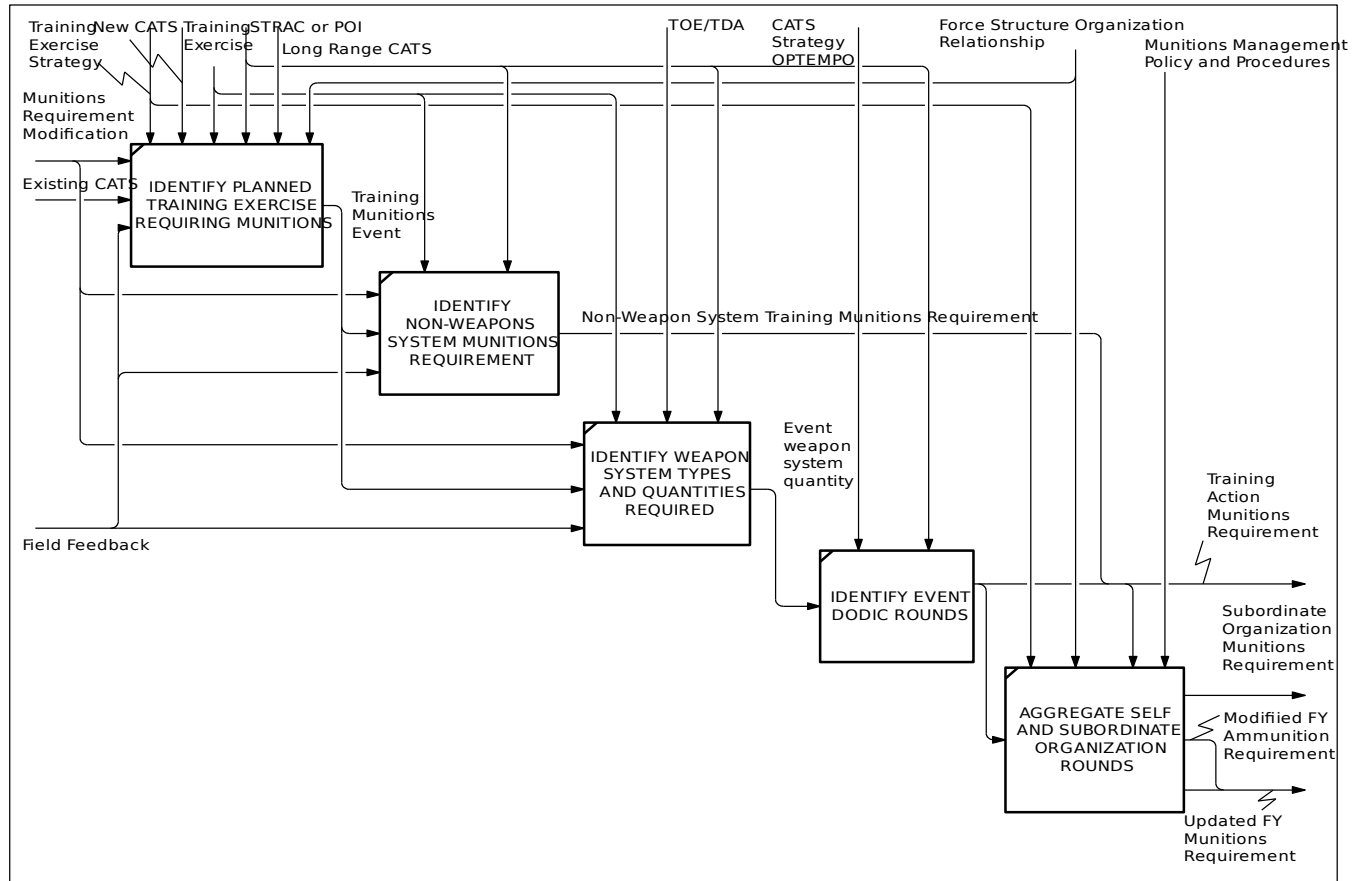 Training
Exercise
Strategy
New CATS
Training
Exercise
STRAC or POI
Long Range CATS
TOE/TDA
CATS
Strategy
OPTEMPO
Force Structure Organization
Relationship
Munitions Management
Policy and Procedures
Munitions
Requirement
Modification
Existing CATS
IDENTIFY PLANNED
TRAINING EXERCISE
REQUIRING MUNITIONS
Training
Munitions
Event
IDENTIFY
NON-WEAPONS
SYSTEM MUNITIONS
REQUIREMENT
Non-Weapon System Training Munitions Requirement
IDENTIFY WEAPON
SYSTEM TYPES
AND QUANTITIES
REQUIRED
Event
weapon
system
quantity
Field Feedback
Training
Action
Munitions
Requirement
IDENTIFY EVENT
DODIC ROUNDS
Subordinate
Organization
Munitions
Requirement
AGGREGATE SELF
AND SUBORDINATE
ORGANIZATION
ROUNDS
Modifiied FY
Ammunition
Requirement
Updated FY
Munitions
Requirement